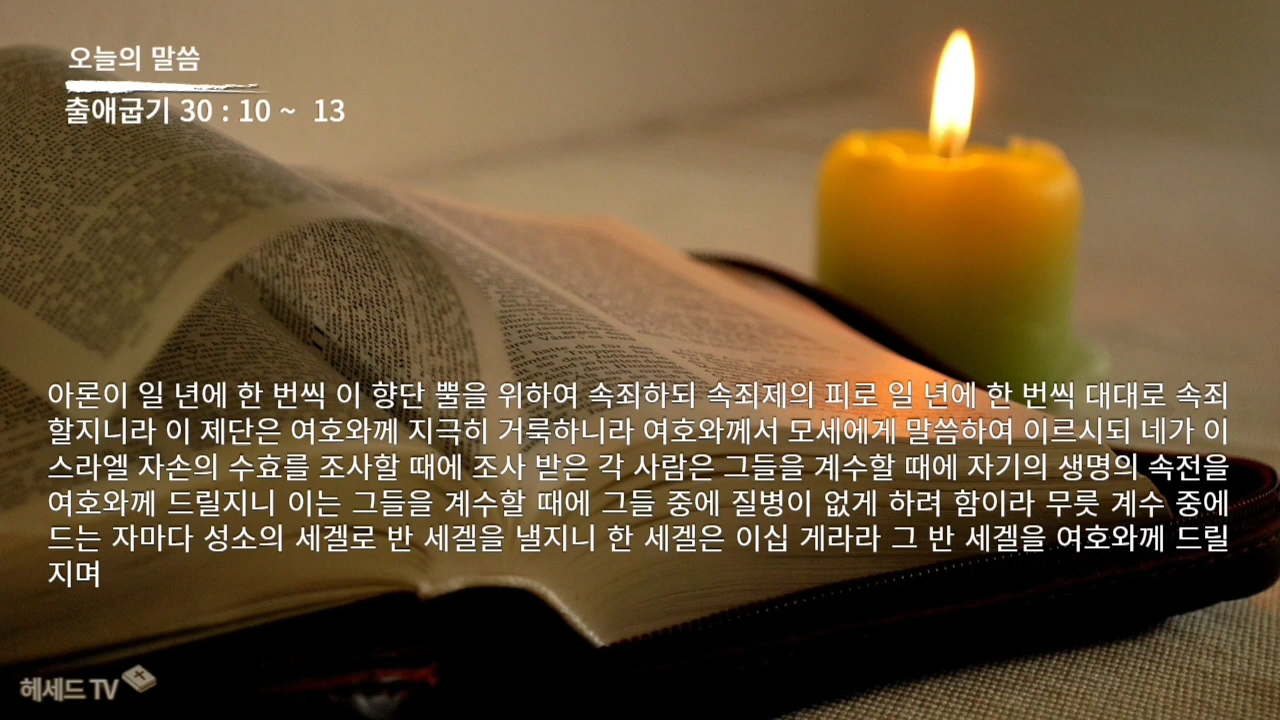 오늘의 말씀
출애굽기 30 : 10 ~ 13
아론이 일 년에 한 번씩 이 향단 뿔을 위하여 속죄하되 속죄제의 피로 일 년에 한 번씩 대대로 속죄
할지니라 이 제단은 여호와께 지극히 거룩하니라 여호와께서 모세에게 말씀하여 이르시되 네가 이
스라엘 자손의 수효를 조사할 때에 조사 받은 각 사람은 그들을 계수할 때에 자기의 생명의 속전을
여호와께 드릴지니 이는 그들을 계수할 때에 그들 중에 질병이 없게 하려 함이라 무릇 계수 중에
드는 자마다 성소의 세겔로 반 세겔을 낼지니 한 세겔은 이십 게라라 그 반 세겔을 여호와께 드릴
지며
헤세드 TV